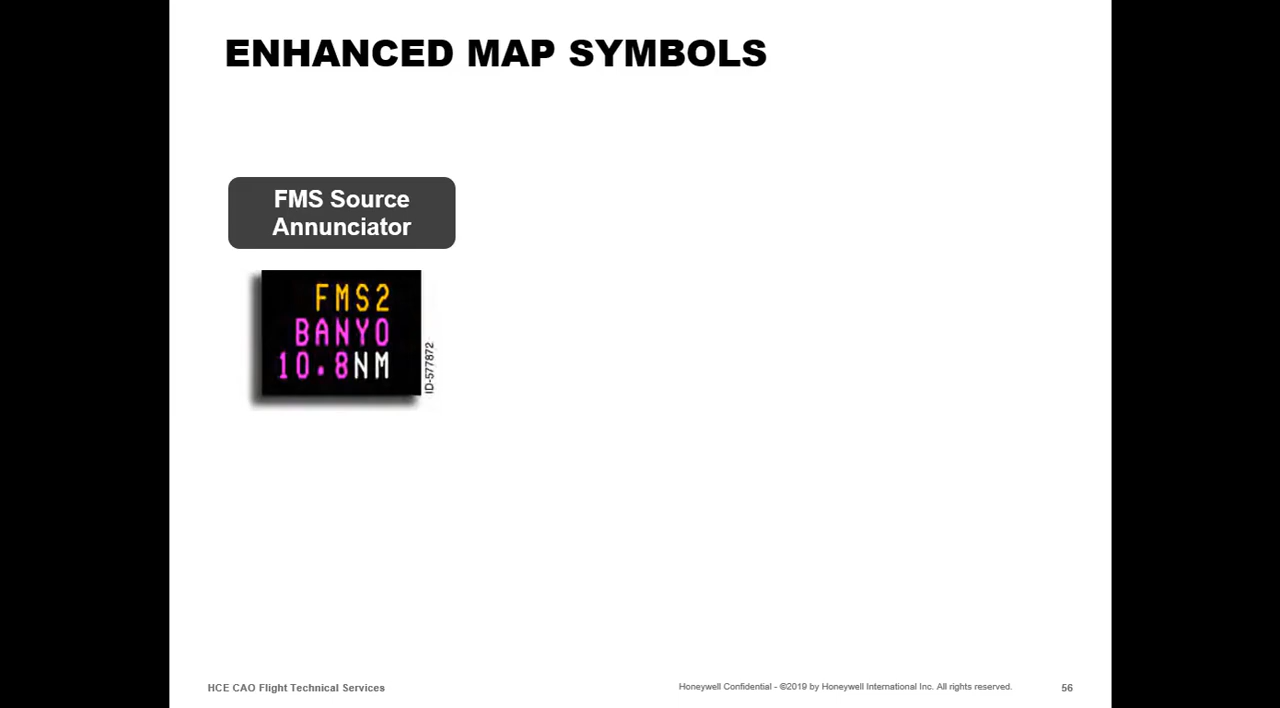 ENHANCED MAP SYMBOLS
FMS Source
Annunciator
FMS2
BANYO
10.8NM
ID-577872
HCE CAO Flight Technical Services
Honeywell Confidential - ©2019 by Honeywell International Inc. All rights reserved.
56